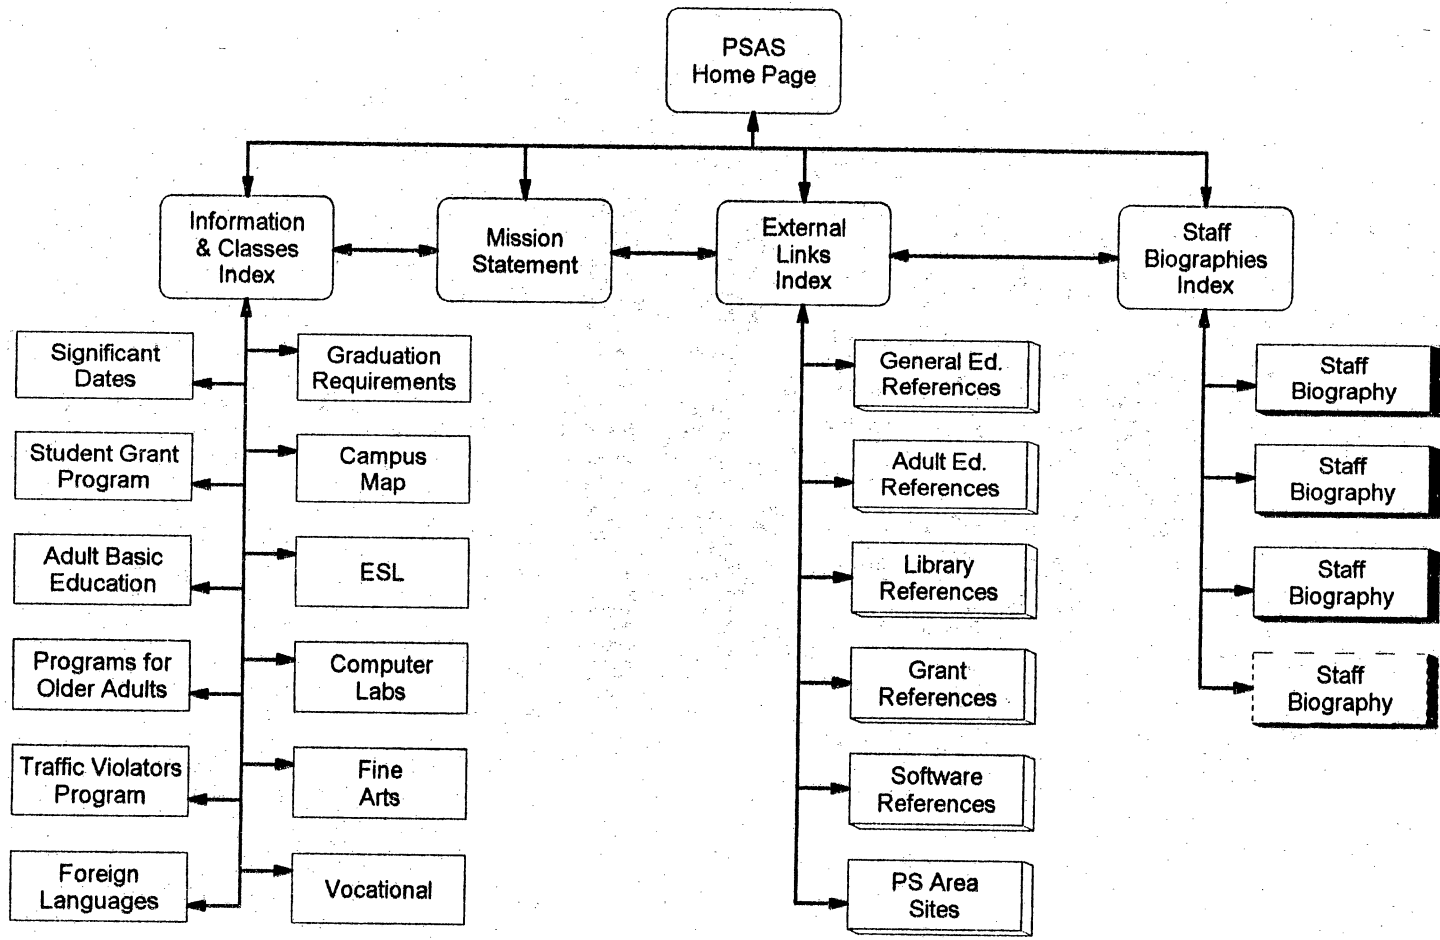 PSAS
Home Page
Information
& Classes
Index
Mission
Statement
External
Links
Index
Staff
Biographies
Index
Significant
Dates
Graduation
Requirements
Student Grant
Program
Campus
Map
Adult Basic
Education
ESL
Programs for
Older Adults
Computer
Labs
Traffic Violators
Program
Fine
Arts
Foreign
Languages
Vocational
General Ed.
References
Adult Ed.
References
Library
References
Grant
References
Software
References
PS Area
Sites
Staff
Biography
Staff
Biography
Staff
Biography
Staff
Biography